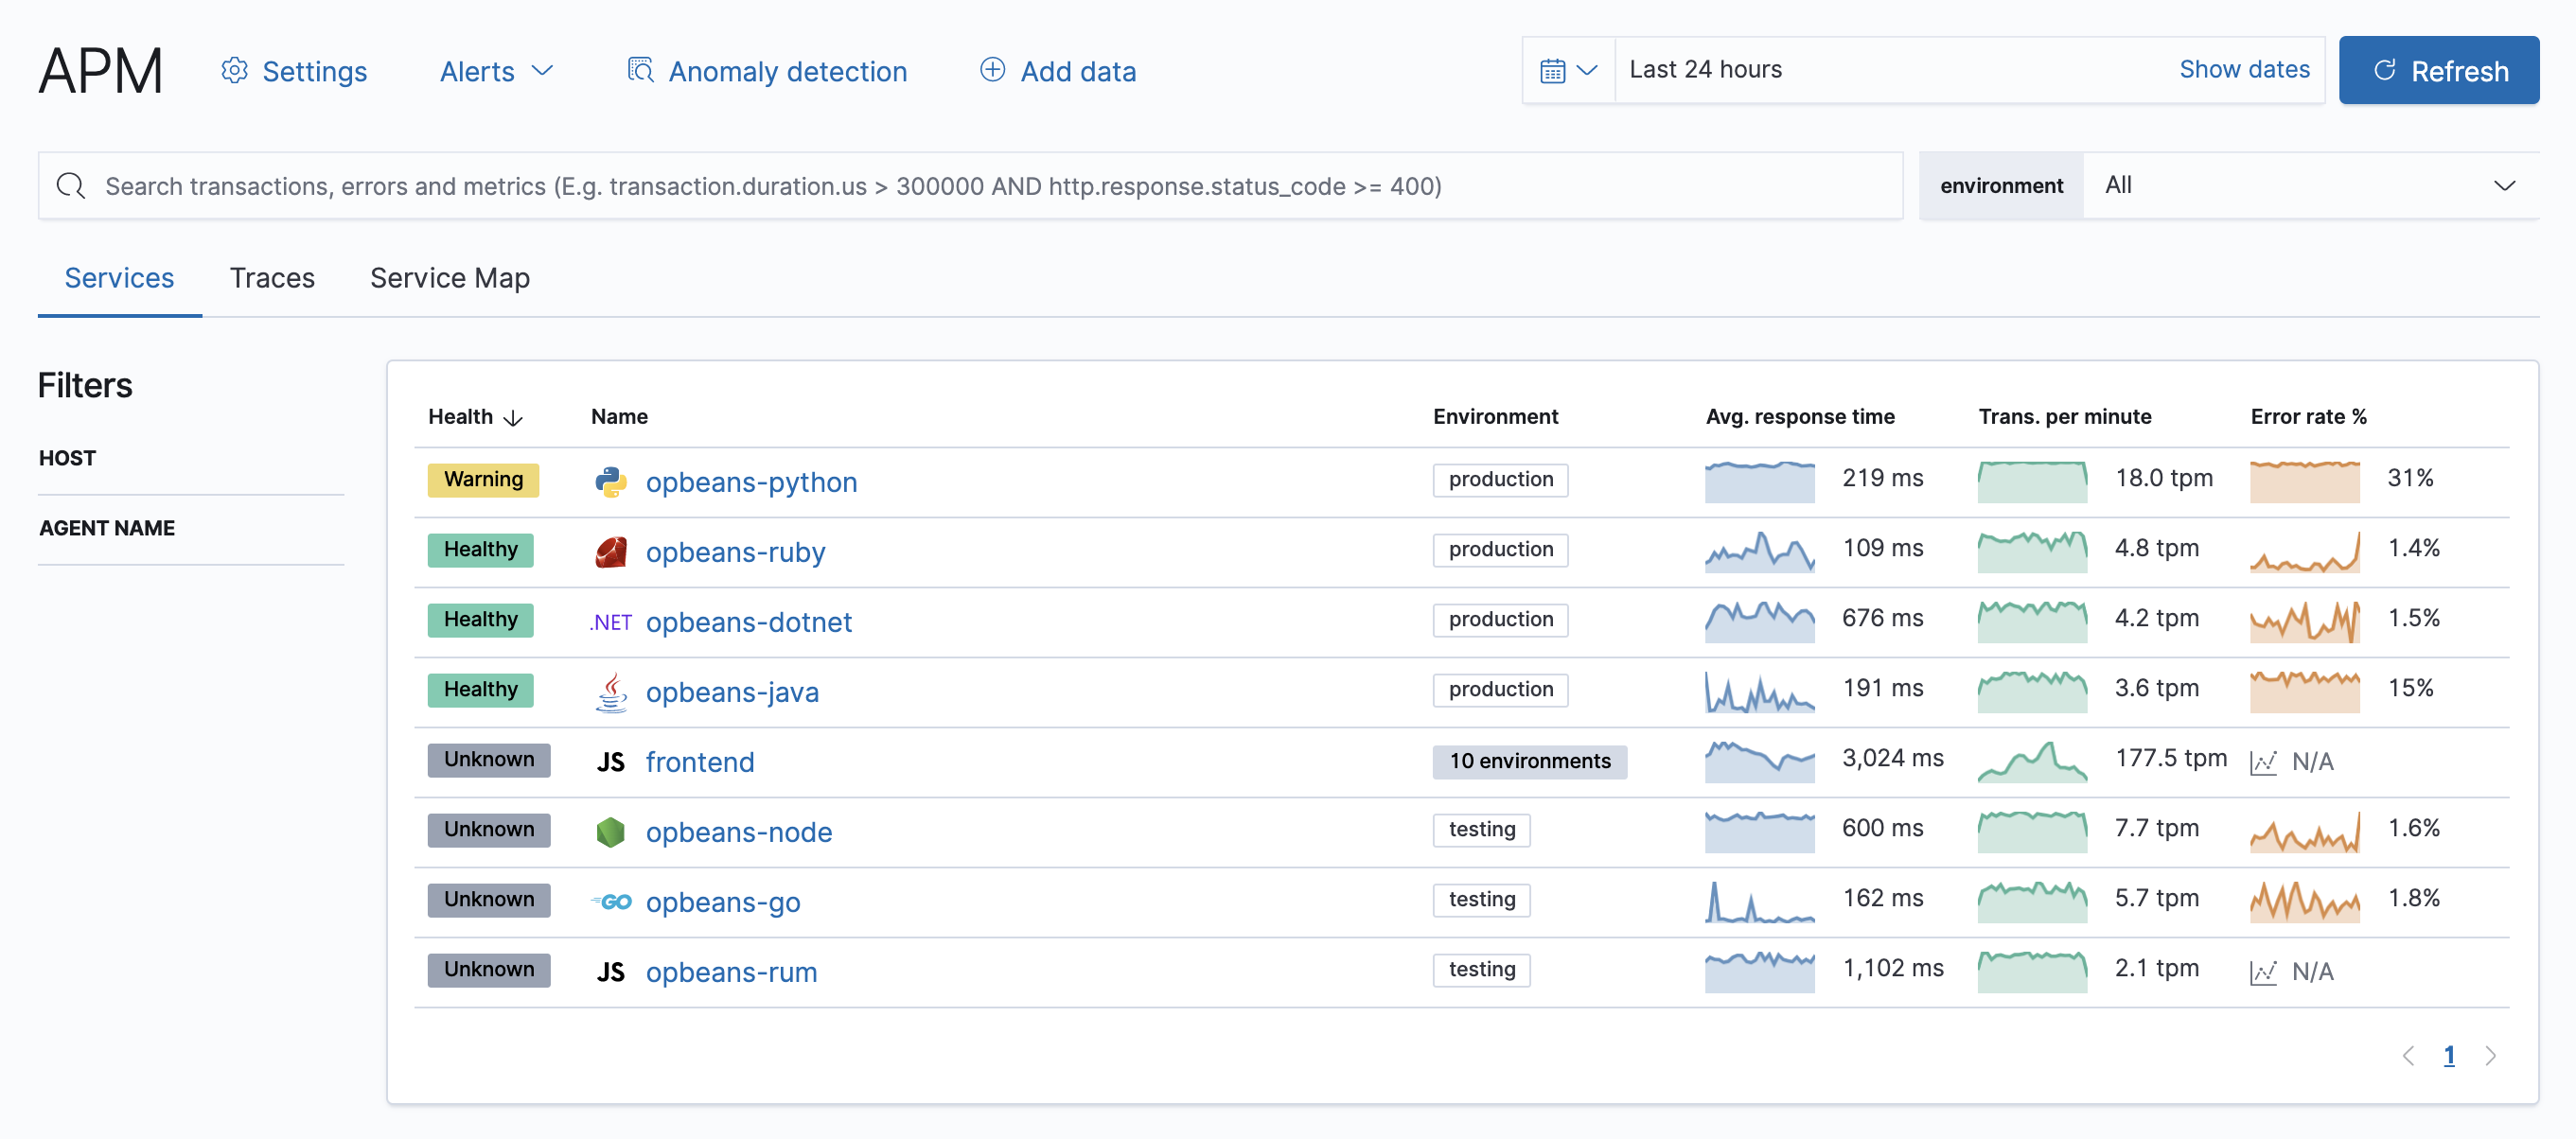 APM Settings Alerts Anomaly detection Add data Last 24 hours Show dates Refresh
Search transactions, errors and metrics (E.g. transaction.duration.us > 300000 AND http.response.status_code >= 400) environment All
Services Traces Service Map
Filters
HOST
AGENT NAME
Health Name Environment Avg. response time Trans. per minute Error rate %
Warning opbeans-python production 219 ms 18.0 tpm 31%
Healthy opbeans-ruby production 109 ms 4.8 tpm 1.4%
Healthy .NET opbeans-dotnet production 676 ms 4.2 tpm 1.5%
Healthy opbeans-java production 191 ms 3.6 tpm 15%
Unknown JS frontend 10 environments 3,024 ms 177.5 tpm N/A
Unknown opbeans-node testing 600 ms 7.7 tpm 1.6%
Unknown GO opbeans-go testing 162 ms 5.7 tpm 1.8%
Unknown JS opbeans-rum testing 1,102 ms 2.1 tpm N/A
1